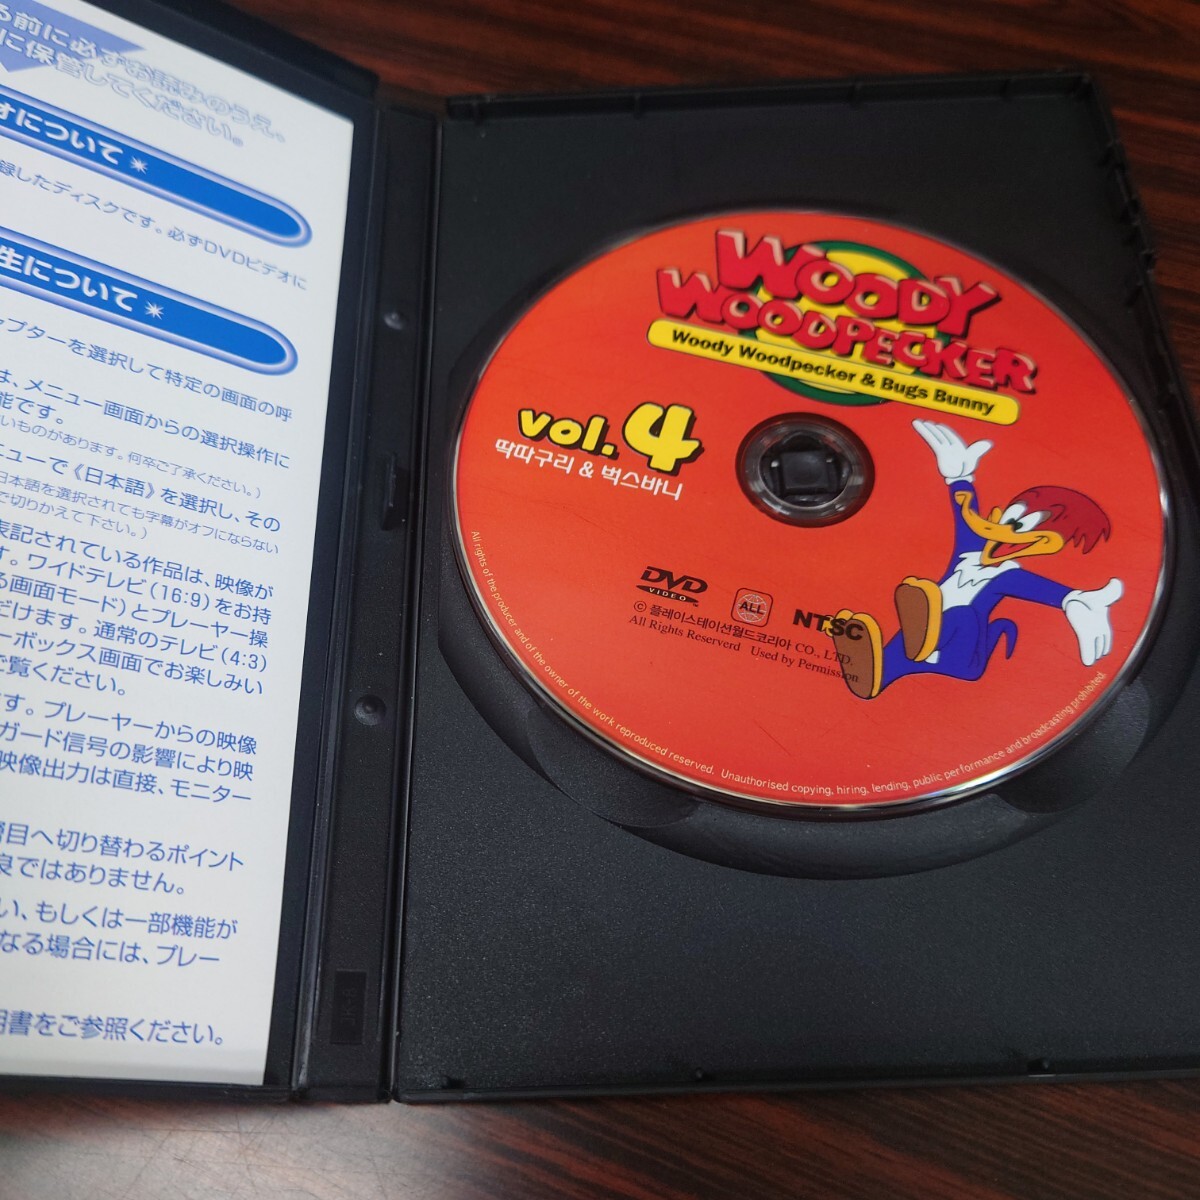 る前に必ずお読みのうえ、
に保管してください。
オについて
録したディスクです。必ずDVDビデオに
生について
ャプターを選択して特定の画面の呼
は、メニュー画面からの選択操作に
能です。
いものがあります。何卒ご了承ください。)
ニューで《日本語》を選択し、その
日本語を選択されても字幕がオフにならない
で切りかえて下さい。)
表記されている作品は、映像が
す。ワイドテレビ(16:9)をお持
る画面モード)とプレーヤー操
だけます。通常のテレビ(4:3)
ーボックス画面でお楽しみい
ご覧ください。
す。プレーヤーからの映像
ガード信号の影響により映
映像出力は直接、モニター
層目へ切り替わるポイント
良ではありません。
い、もしくは一部機能が
なる場合には、プレー
明書をご参照ください。
WOODY
WOODPECKER
Woody Woodpecker & Bugs Bunny
vol.4
딱따구리 & 벅스바니
DVD
VIDEO
ALL
NTSC
© 플레이스테이션월드코리아 CO., LTD.
All Rights Reserverd Used by Permission
All rights of the producer and of the owner of the work reproduced reserved. Unauthorised copying, hiring, lending, public performance and broadcasting prohibited.